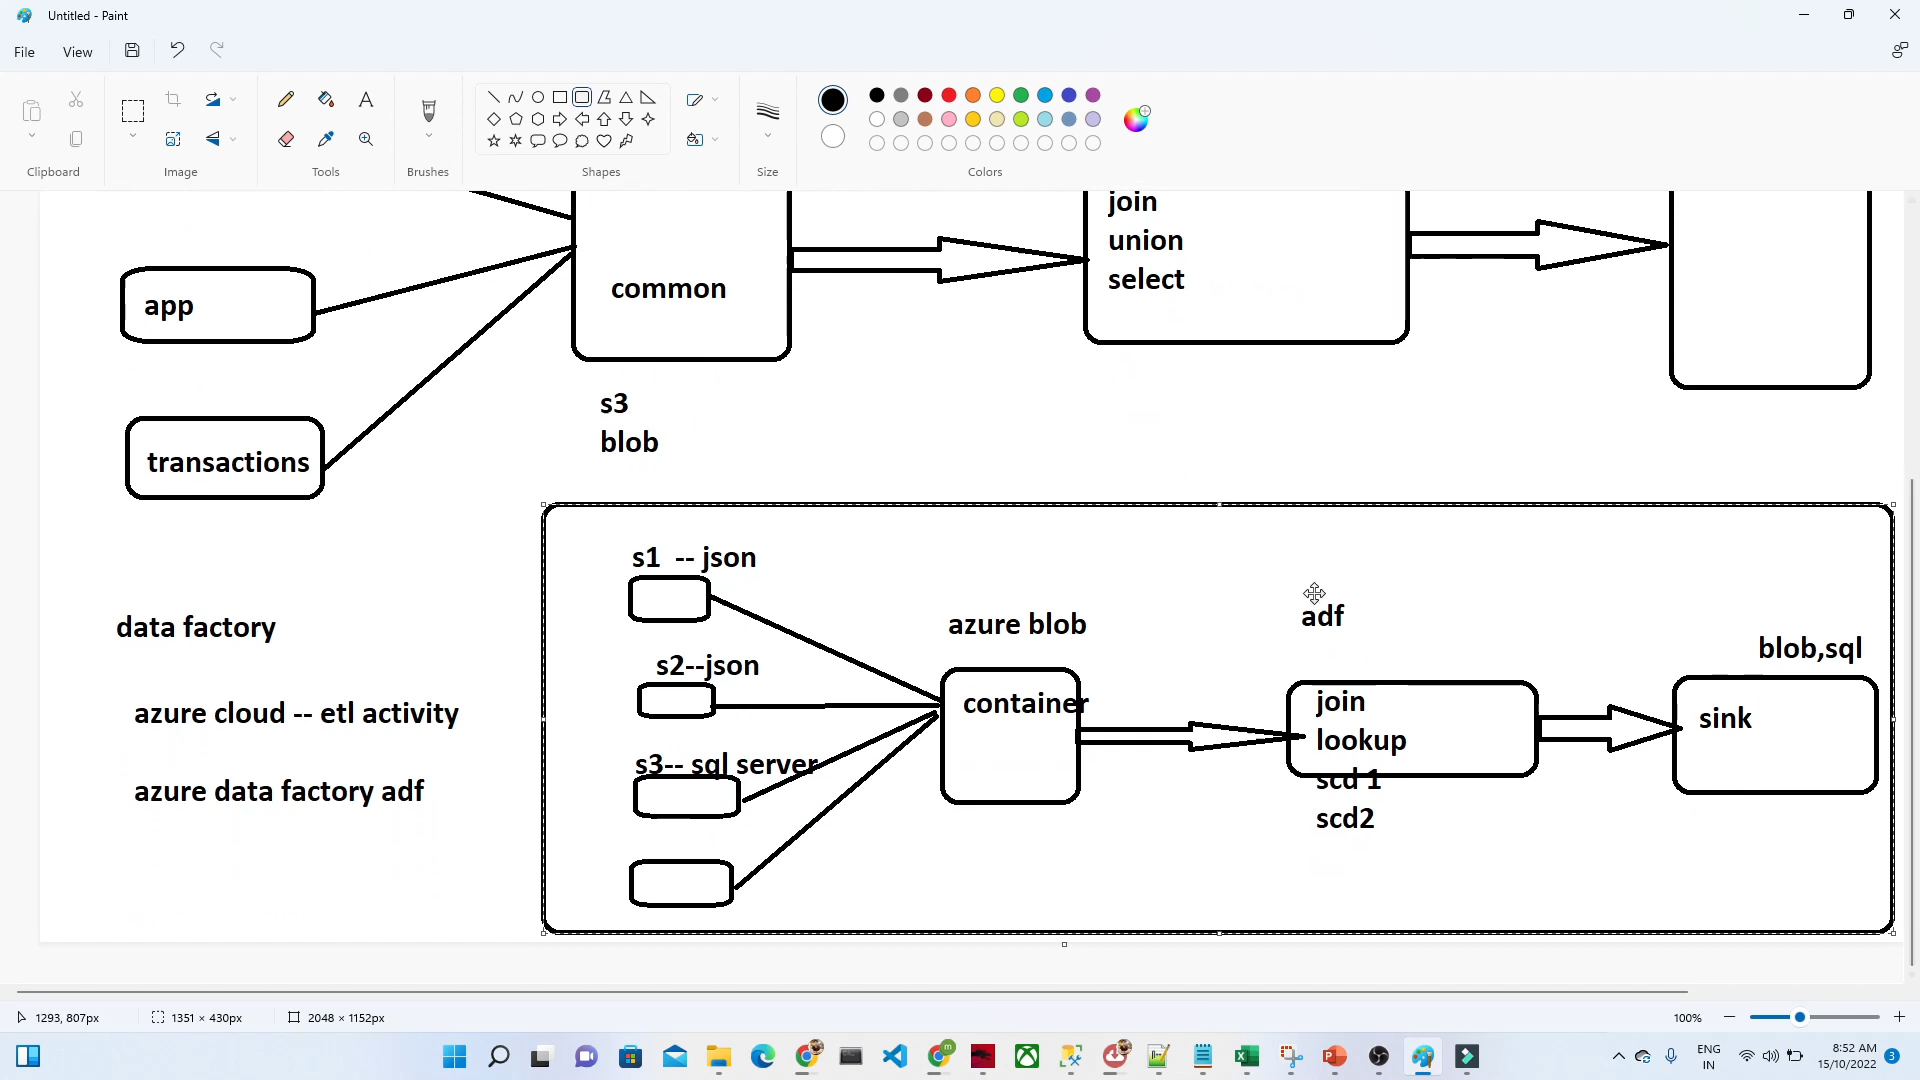 Untitled - Paint
File
View
Clipboard
Image
Tools
Brushes
Shapes
Size
Colors
A
join
union
select
common
app
s3
blob
transactions
s1 -- json
data factory
azure blob
adf
blob,sql
s2--json
azure cloud -- etl activity
container
join
sink
lookup
s3-- sql server
scd 1
azure data factory adf
scd2
1293, 807px
1351 × 430px
2048 × 1152px
100%
ENG
IN
8:52 AM
15/10/2022
3